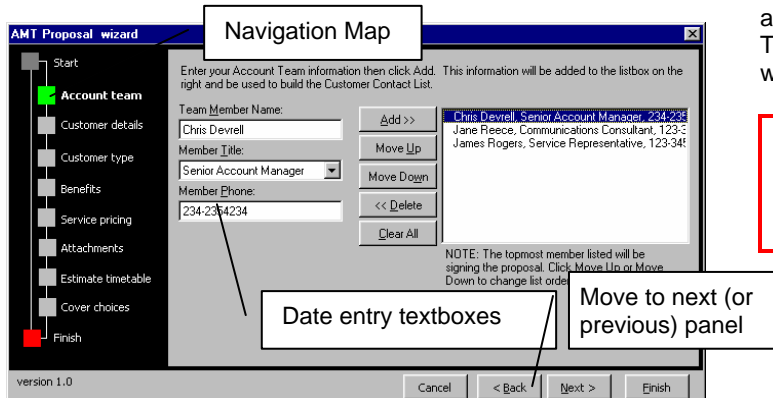 AMT Proposal wizard
Navigation Map
Start
Account team
Customer details
Customer type
Benefits
Service pricing
Attachments
Estimate timetable
Cover choices
Finish
version 1.0
Enter your Account Team information then click Add. This information will be added to the listbox on the
right and be used to build the Customer Contact List.
Team Member Name:
Chris Devrell
Member Title:
Senior Account Manager
Member Phone:
234-2354234
Add >>
Move Up
Move Down
<< Delete
Clear All
Chris Devrell, Senior Account Manager, 234-235
Jane Reece, Communications Consultant, 123-
James Rogers, Service Representative, 123-345
NOTE: The topmost member listed will be
signing the proposal. Click Move Up or Move
Down to change list order
Date entry textboxes
Move to next (or
previous) panel
Cancel
< Back
Next >
Finish
a
T
w